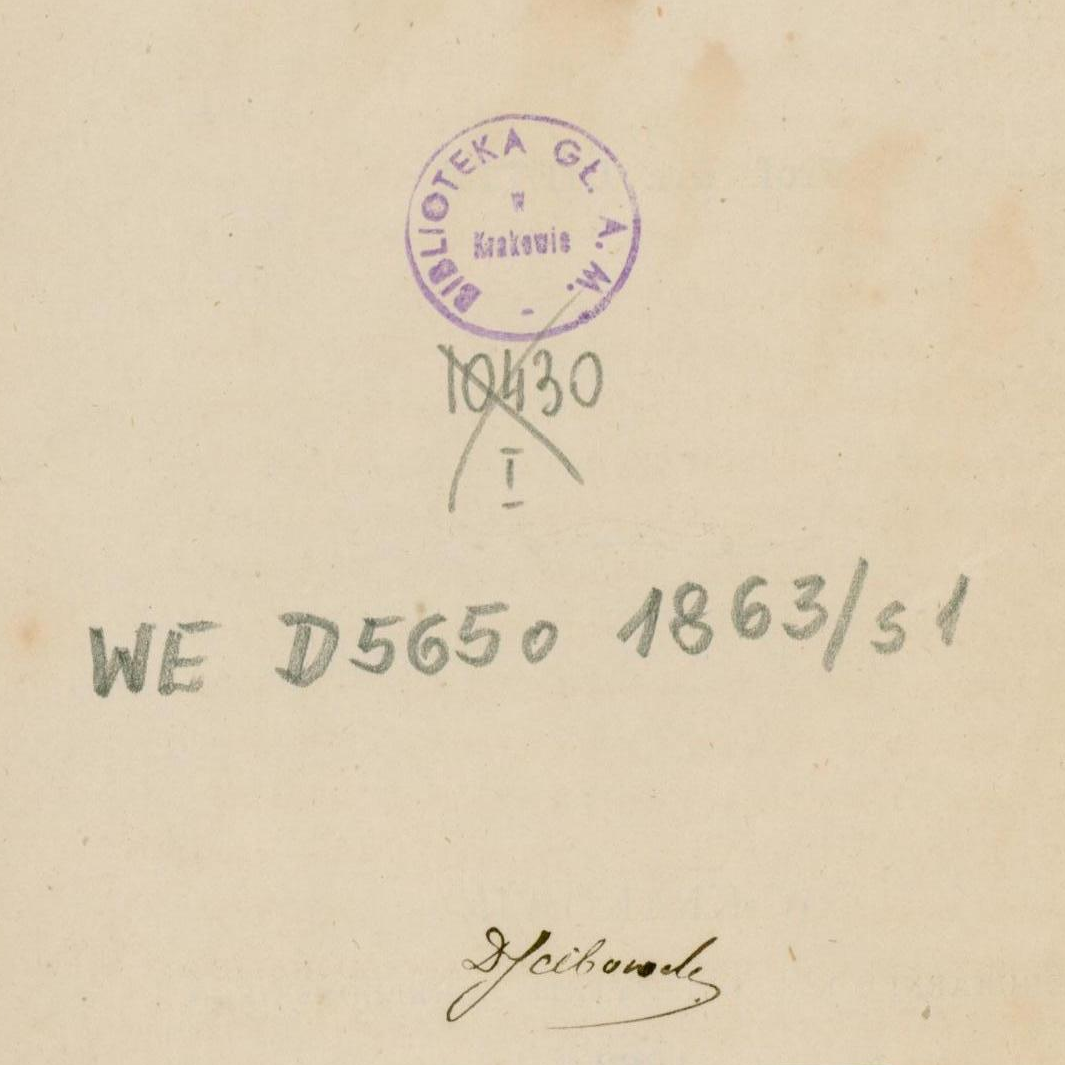 BIBLIOTEKA GŁ. A. M.
w
Krakowie
10430
I
WE D5650 1863/s1